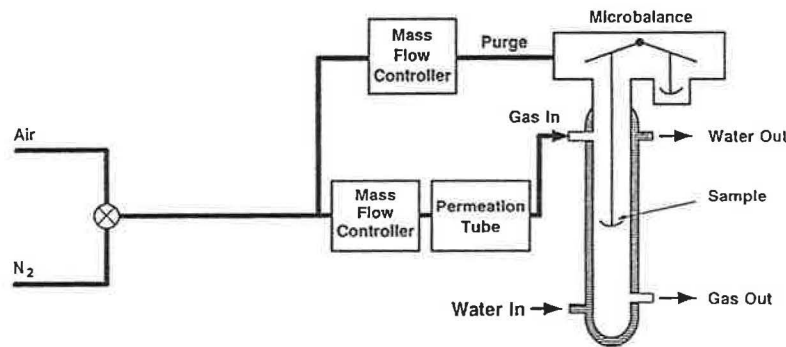 Microbalance
Mass
Flow
Controller
Purge
Gas In
Air
Water Out
Mass
Flow
Controller
Permeation
Tube
Sample
N₂
Gas Out
Water In